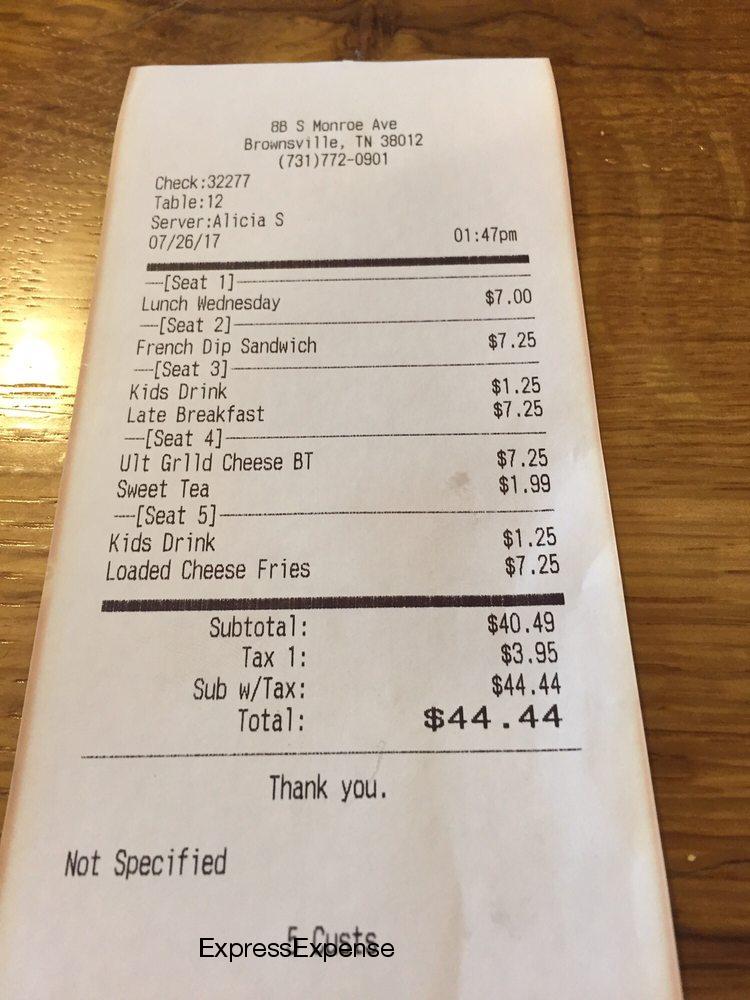 8B S Monroe Ave
Brownsville, TN 38012
(731)772-0901
Check:32277
Table:12
Server:Alicia S
07/26/17 01:47pm
[Seat 1]
Lunch Wednesday $7.00
[Seat 2]
French Dip Sandwich $7.25
[Seat 3]
Kids Drink $1.25
Late Breakfast $7.25
[Seat 4]
Ult Grlld Cheese BT $7.25
Sweet Tea $1.99
[Seat 5]
Kids Drink $1.25
Loaded Cheese Fries $7.25
Subtotal: $40.49
Tax 1: $3.95
Sub w/Tax: $44.44
Total: $44.44
Thank you.
Not Specified
5 Custs
ExpressExpense